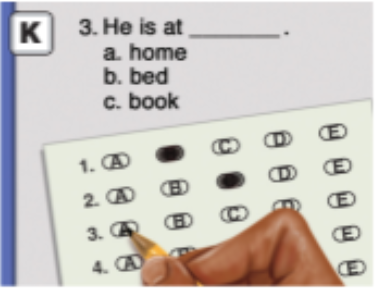 K
3. He is at ________ .
a. home
b. bed
c. book
1. Ⓐ Ⓒ Ⓓ Ⓔ
2. Ⓐ Ⓑ Ⓓ Ⓔ
3. Ⓐ Ⓑ Ⓒ Ⓓ Ⓔ
4. Ⓐ Ⓔ